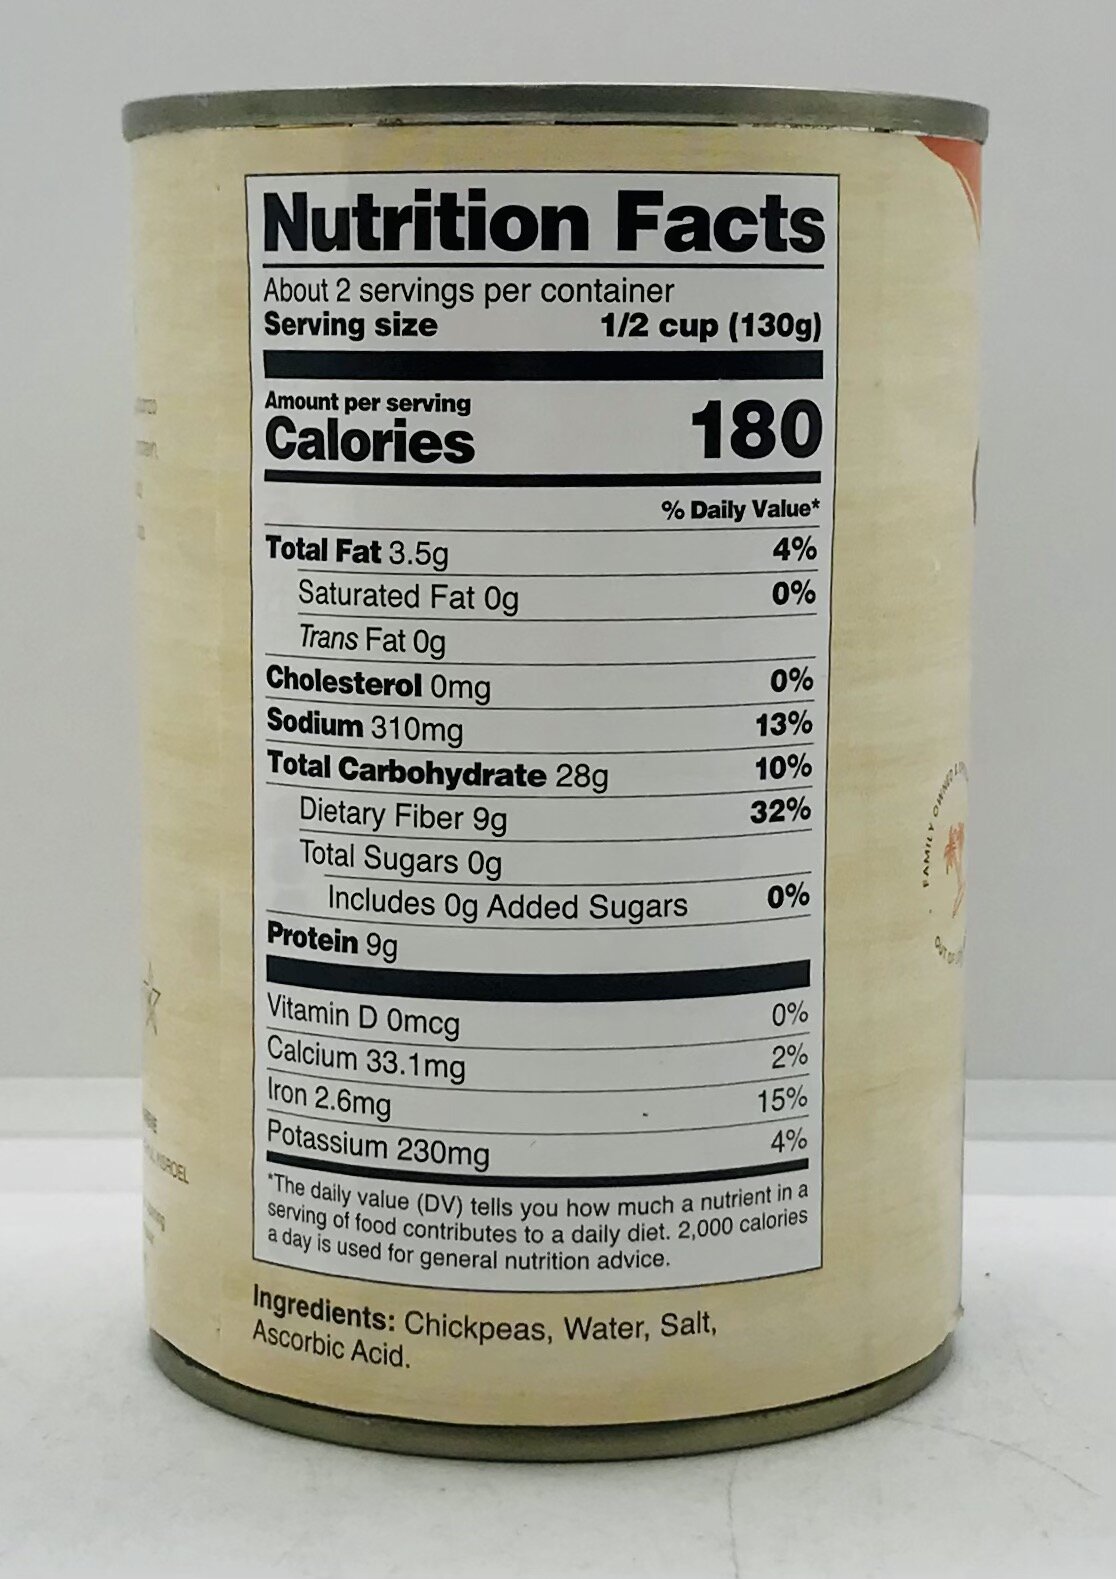 Nutrition Facts
About 2 servings per container
Serving size 1/2 cup (130g)
Amount per serving
Calories 180
% Daily Value*
Total Fat 3.5g 4%
Saturated Fat 0g 0%
Trans Fat 0g
Cholesterol 0mg 0%
Sodium 310mg 13%
Total Carbohydrate 28g 10%
Dietary Fiber 9g 32%
Total Sugars 0g
Includes 0g Added Sugars 0%
Protein 9g
Vitamin D 0mcg 0%
Calcium 33.1mg 2%
Iron 2.6mg 15%
Potassium 230mg 4%
*The daily value (DV) tells you how much a nutrient in a
serving of food contributes to a daily diet. 2,000 calories
a day is used for general nutrition advice.
Ingredients: Chickpeas, Water, Salt,
Ascorbic Acid.
FAMILY OWNED
OUT OF